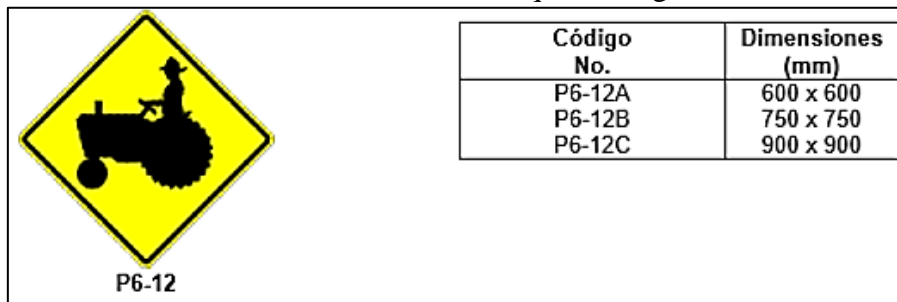 P6-12
Código No.
Dimensiones (mm)
P6-12A 600 x 600
P6-12B 750 x 750
P6-12C 900 x 900